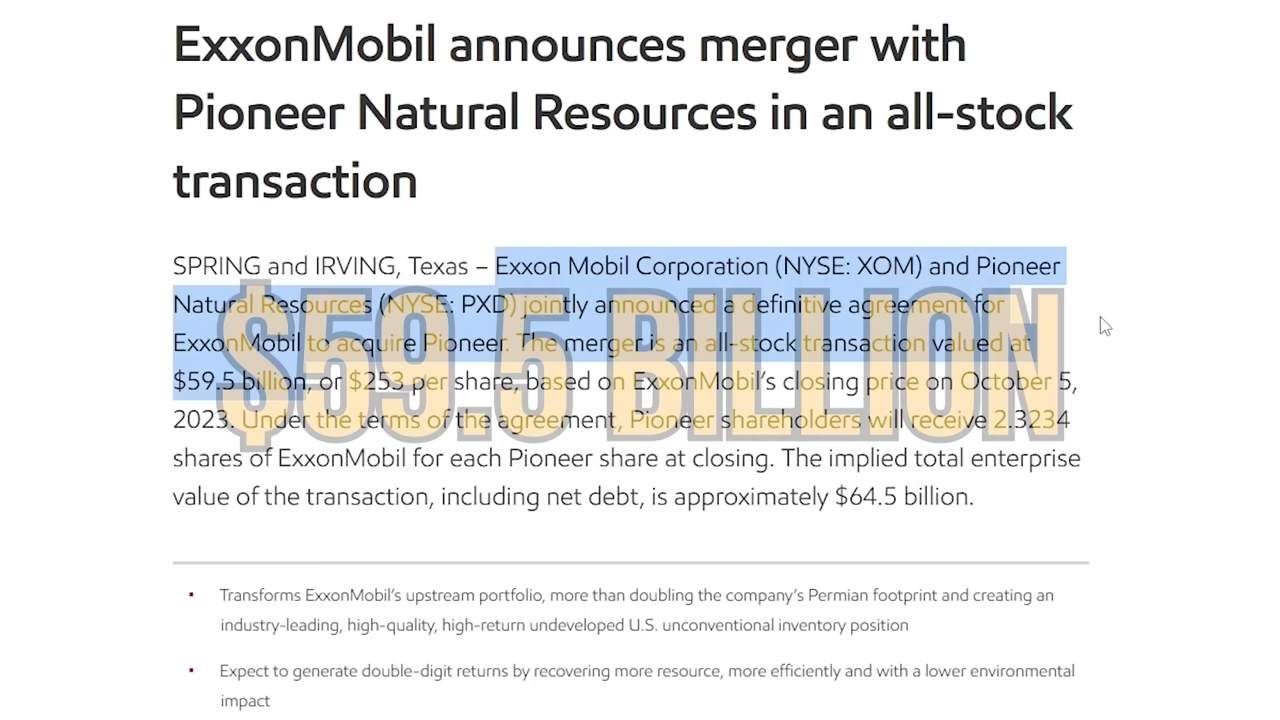 ExxonMobil announces merger with
Pioneer Natural Resources in an all-stock
transaction
SPRING and IRVING, Texas – Exxon Mobil Corporation (NYSE: XOM) and Pioneer
Natural Resources (NYSE: PXD) jointly announced a definitive agreement for
ExxonMobil to acquire Pioneer. The merger is an all-stock transaction valued at
$59.5 billion, or $253 per share, based on ExxonMobil’s closing price on October 5,
2023. Under the terms of the agreement, Pioneer shareholders will receive 2.3234
shares of ExxonMobil for each Pioneer share at closing. The implied total enterprise
value of the transaction, including net debt, is approximately $64.5 billion.
$59.5 BILLION
Transforms ExxonMobil’s upstream portfolio, more than doubling the company’s Permian footprint and creating an
industry-leading, high-quality, high-return undeveloped U.S. unconventional inventory position
Expect to generate double-digit returns by recovering more resource, more efficiently and with a lower environmental
impact